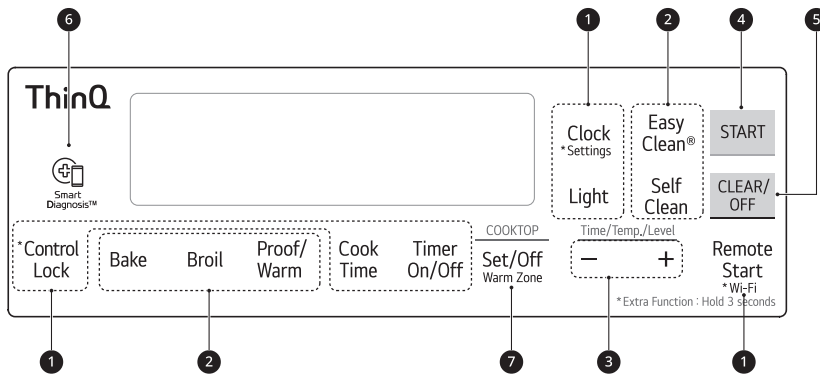 6
1
2
4
5
ThinQ
Clock
*Settings
Light
Easy
Clean®
Self
Clean
START
CLEAR/
OFF
Smart
Diagnosis™
*Control
Lock
Bake
Broil
Proof/
Warm
Cook
Time
Timer
On/Off
COOKTOP
Set/Off
Warm Zone
Time/Temp./Level
− +
Remote
Start
*Wi-Fi
*Extra Function : Hold 3 seconds
1
2
7
3
1